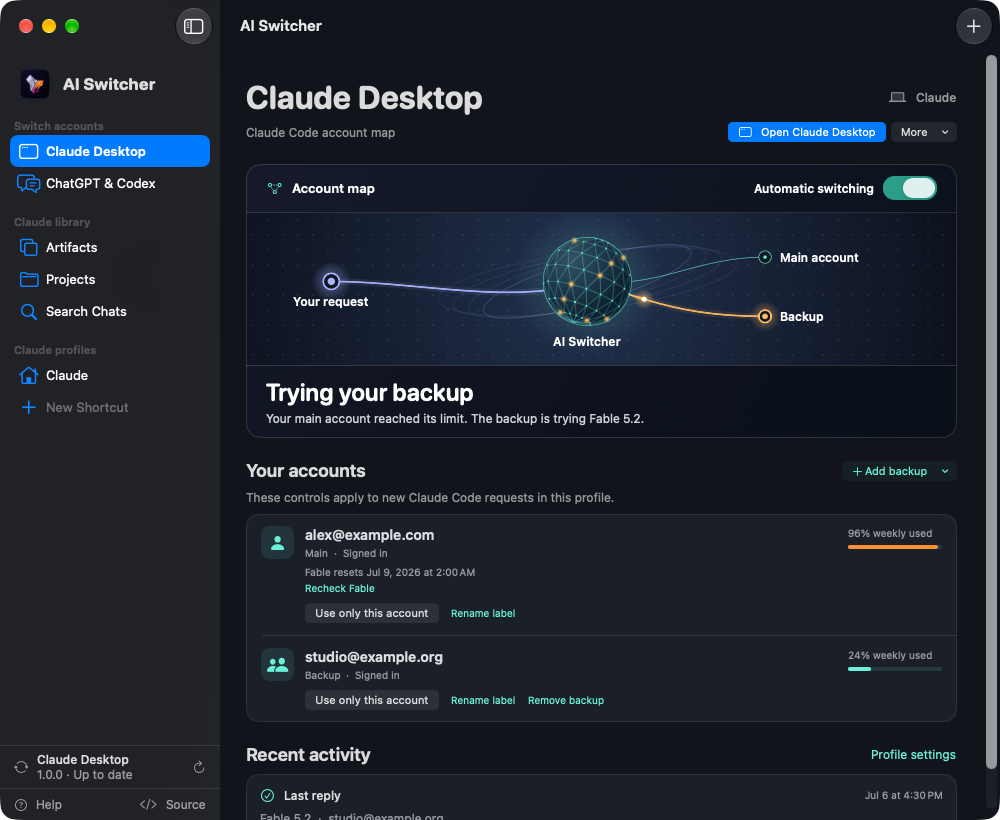 AI Switcher
AI Switcher
Switch accounts
Claude Desktop
ChatGPT & Codex
Claude library
Artifacts
Projects
Search Chats
Claude profiles
Claude
New Shortcut
Claude Desktop
1.0.0 · Up to date
Help
</> Source
Claude Desktop
Claude
Claude Code account map
Open Claude Desktop
More
Account map
Automatic switching
Your request
AI Switcher
Main account
Backup
Trying your backup
Your main account reached its limit. The backup is trying Fable 5.2.
Your accounts
+ Add backup
These controls apply to new Claude Code requests in this profile.
alex@example.com
96% weekly used
Main · Signed in
Fable resets Jul 9, 2026 at 2:00 AM
Recheck Fable
Use only this account
Rename label
studio@example.org
24% weekly used
Backup · Signed in
Use only this account
Rename label
Remove backup
Recent activity
Profile settings
Last reply
Jul 6 at 4:30 PM
Fable 5.2 · studio@example.org